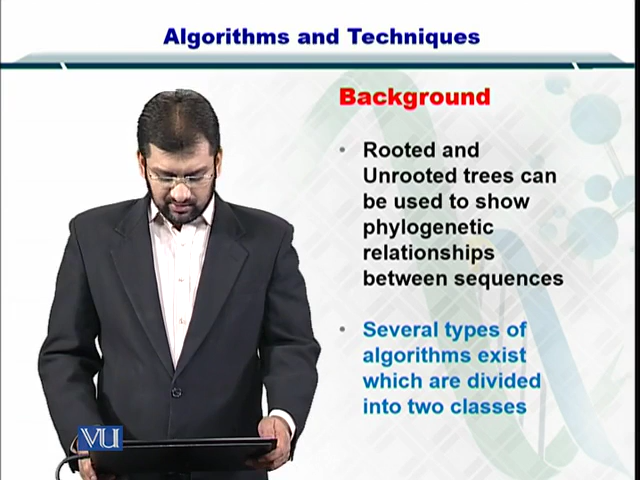 Algorithms and Techniques
Background
• Rooted and
Unrooted trees can
be used to show
phylogenetic
relationships
between sequences
• Several types of
algorithms exist
which are divided
into two classes
VU